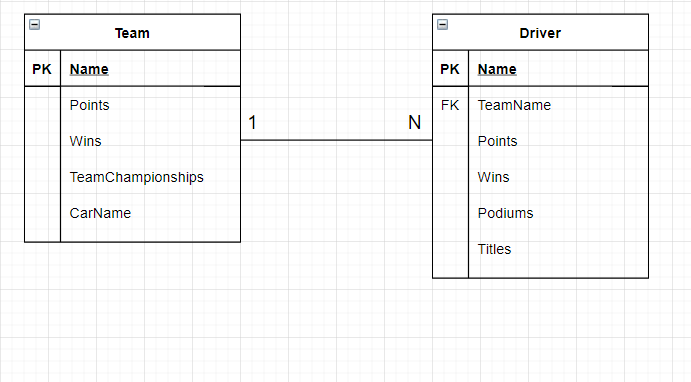 Team
PK Name
Points
Wins
TeamChampionships
CarName
1 N
Driver
PK Name
FK TeamName
Points
Wins
Podiums
Titles